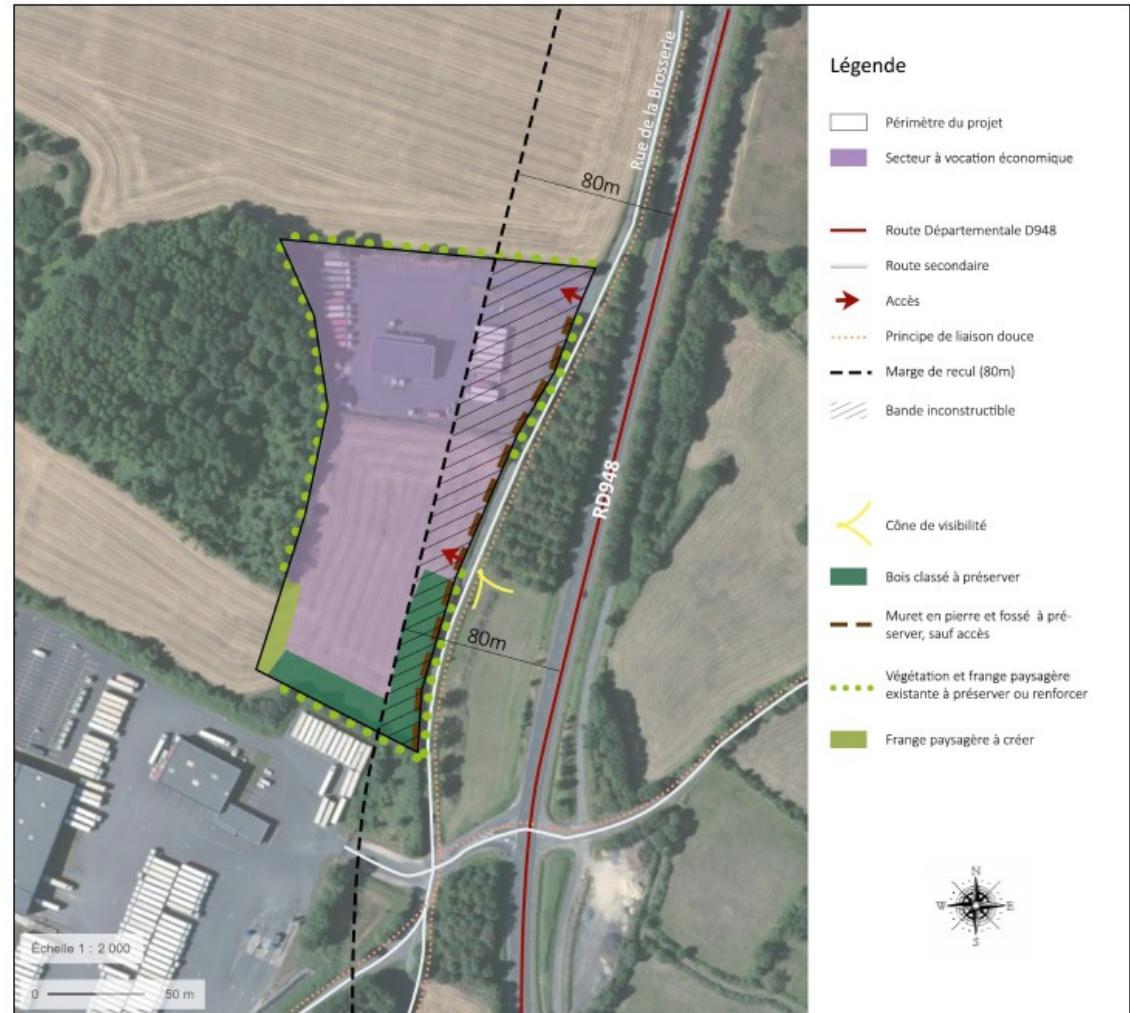 Rue de la Brosserie
80m
RD948
80m
Échelle 1 : 2 000
0 50 m
Légende
Périmètre du projet
Secteur à vocation économique
Route Départementale D948
Route secondaire
Accès
Principe de liaison douce
Marge de recul (80m)
Bande inconstructible
Cône de visibilité
Bois classé à préserver
Muret en pierre et fossé à pré-
server, sauf accès
Végétation et frange paysagère
existante à préserver ou renforcer
Frange paysagère à créer
N
W E
S